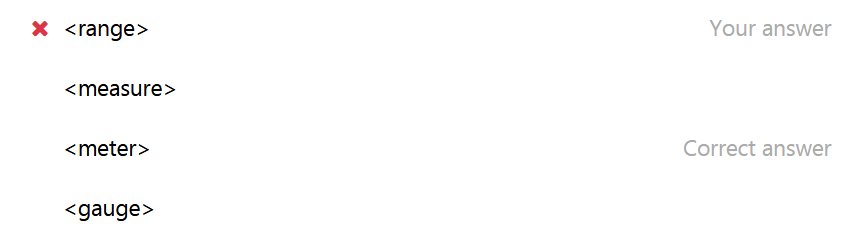 <range> Your answer
<measure>
<meter> Correct answer
<gauge>